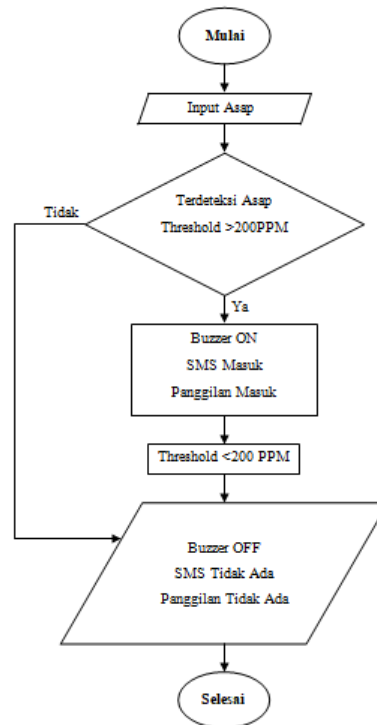 Mulai
Input Asap
Terdeteksi Asap
Threshold >200PPM
Tidak
Ya
Buzzer ON
SMS Masuk
Panggilan Masuk
Threshold <200 PPM
Buzzer OFF
SMS Tidak Ada
Panggilan Tidak Ada
Selesai